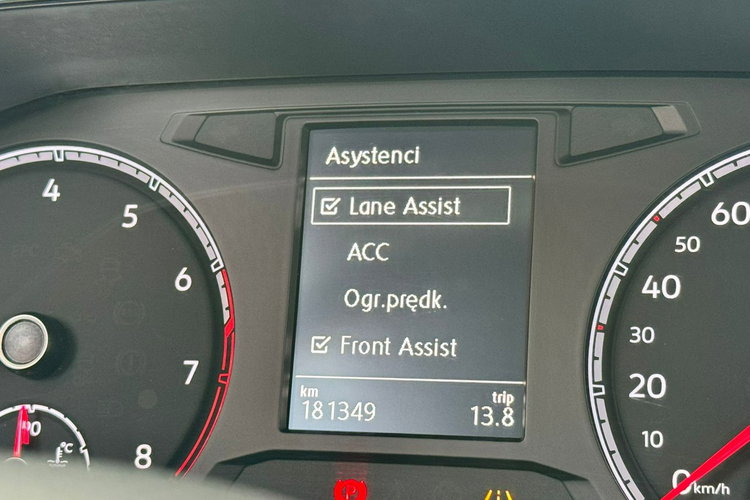 Asystenci
Lane Assist
ACC
Ogr.prędk.
Front Assist
km
181349
trip
13.8
4
5
6
7
8
90
°C
60
50
40
30
20
10
0 km/h
(P)